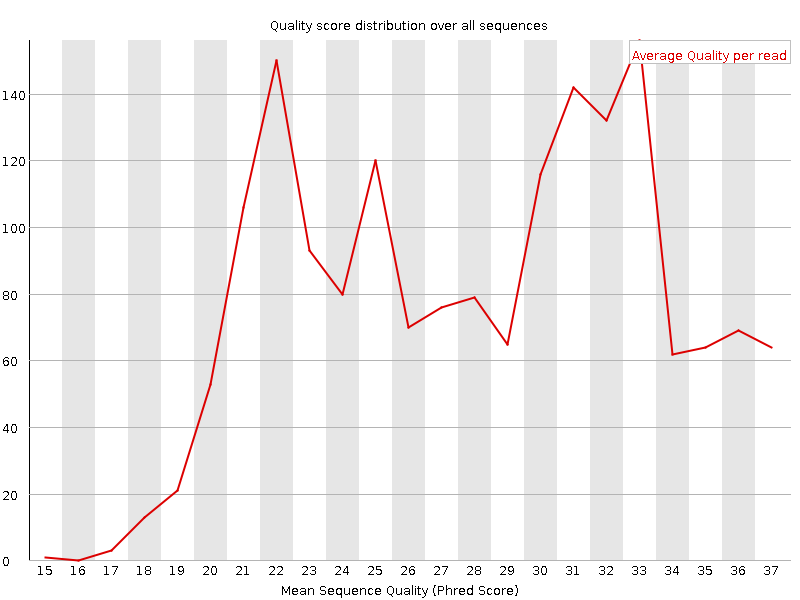 Quality score distribution over all sequences
Average Quality per read
140
120
100
80
60
40
20
0
15 16 17 18 19 20 21 22 23 24 25 26 27 28 29 30 31 32 33 34 35 36 37
Mean Sequence Quality (Phred Score)